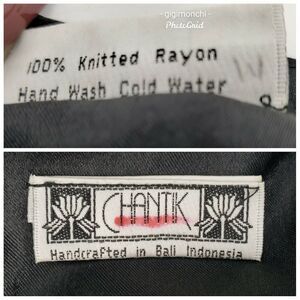 gigimonchi
PhotoGrid
100% Knitted Rayon
Hand Wash Cold Water
CHANTIK
Handcrafted in Bali Indonesia